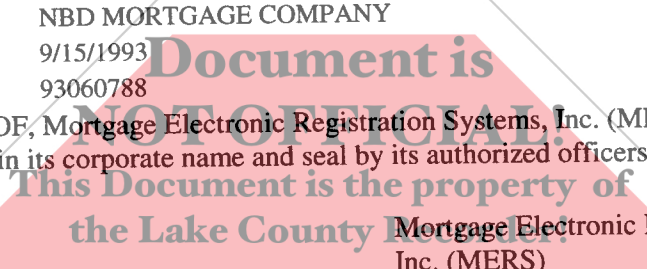 NBD MORTGAGE COMPANY
9/15/1993
Document is
93060788
NOT OFFICIAL!
OF, Mortgage Electronic Registration Systems, Inc. (M
in its corporate name and seal by its authorized officers
This Document is the property of
the Lake County Recorder!
Mortgage Electronic
Inc. (MERS)